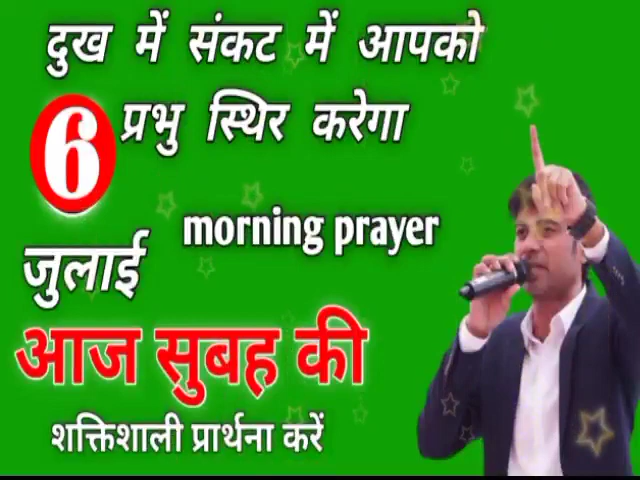 दुख में संकट में आपको
6 प्रभु स्थिर करेगा
morning prayer
जुलाई
आज सुबह की
शक्तिशाली प्रार्थना करें